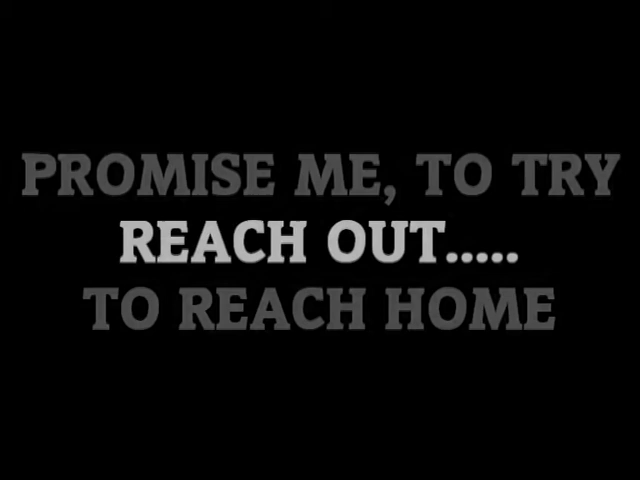 PROMISE ME, TO TRY
REACH OUT.....
TO REACH HOME